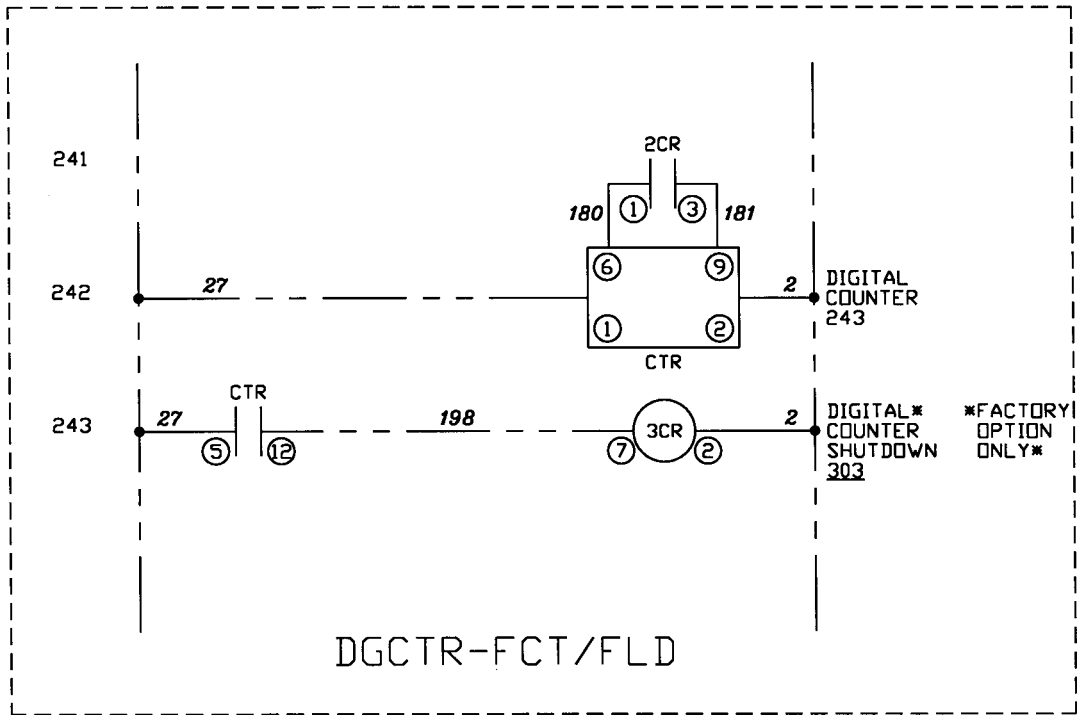 241
2CR
180 1 3 181
6 9
242
27
2
DIGITAL
COUNTER
243
1 2
CTR
243
27
CTR
5 12
198
3CR
7 2
2
DIGITAL* *FACTORY
COUNTER OPTION
SHUTDOWN ONLY*
303
DGCTR-FCT/FLD